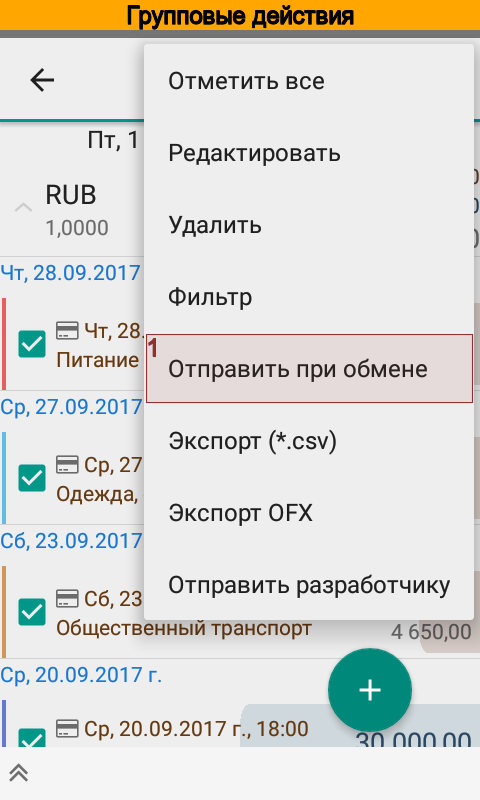 Групповые действия
Отметить все
Пт, 1
Редактировать
RUB
1,0000
Удалить
Чт, 28.09.2017
Фильтр
Чт, 28.
Питание
1
Отправить при обмене
Ср, 27.09.2017
Экспорт (*.csv)
Ср, 27
Одежда,
Экспорт OFX
Сб, 23.09.2017
Сб, 23
Отправить разработчику
Общественный транспорт
4 650,00
Ср, 20.09.2017 г.
Ср, 20.09.2017 г., 18:00
30 000,00